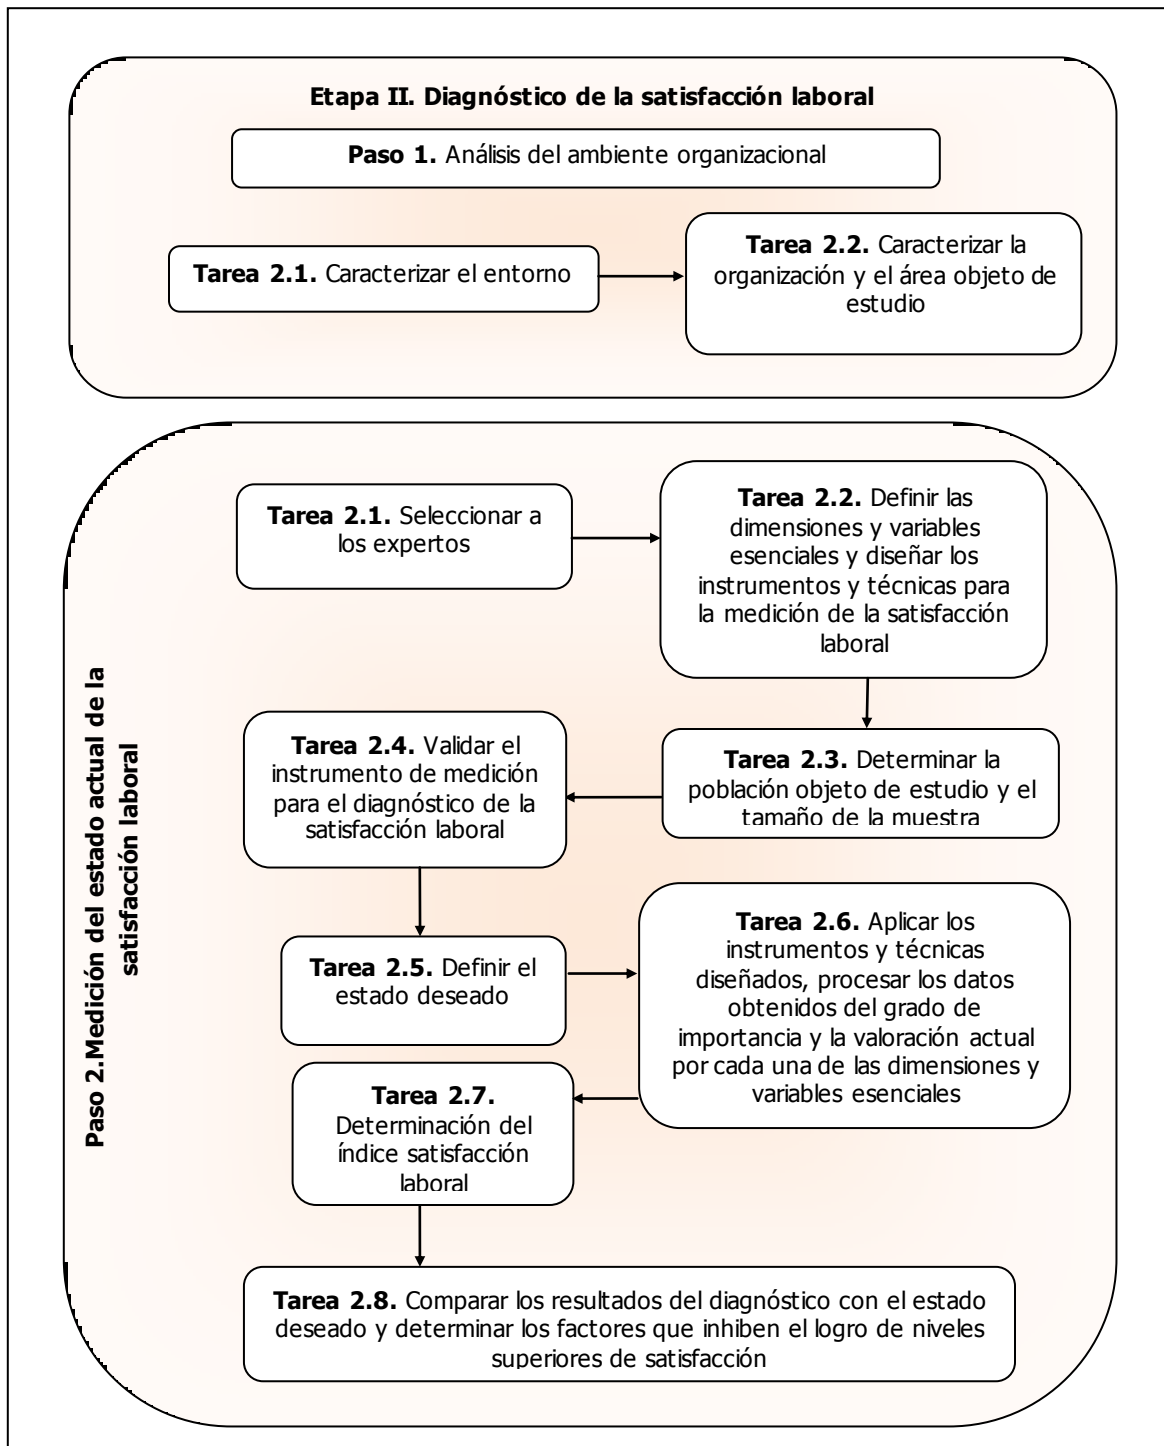 Etapa II. Diagnóstico de la satisfacción laboral
Paso 1. Análisis del ambiente organizacional
Tarea 2.1. Caracterizar el entorno
Tarea 2.2. Caracterizar la
organización y el área objeto de
estudio
Paso 2.Medición del estado actual de la
satisfacción laboral
Tarea 2.1. Seleccionar a
los expertos
Tarea 2.2. Definir las
dimensiones y variables
esenciales y diseñar los
instrumentos y técnicas para
la medición de la satisfacción
laboral
Tarea 2.3. Determinar la
población objeto de estudio y el
tamaño de la muestra
Tarea 2.4. Validar el
instrumento de medición
para el diagnóstico de la
satisfacción laboral
Tarea 2.5. Definir el
estado deseado
Tarea 2.6. Aplicar los
instrumentos y técnicas
diseñados, procesar los datos
obtenidos del grado de
importancia y la valoración actual
por cada una de las dimensiones y
variables esenciales
Tarea 2.7.
Determinación del
índice satisfacción
laboral
Tarea 2.8. Comparar los resultados del diagnóstico con el estado
deseado y determinar los factores que inhiben el logro de niveles
superiores de satisfacción